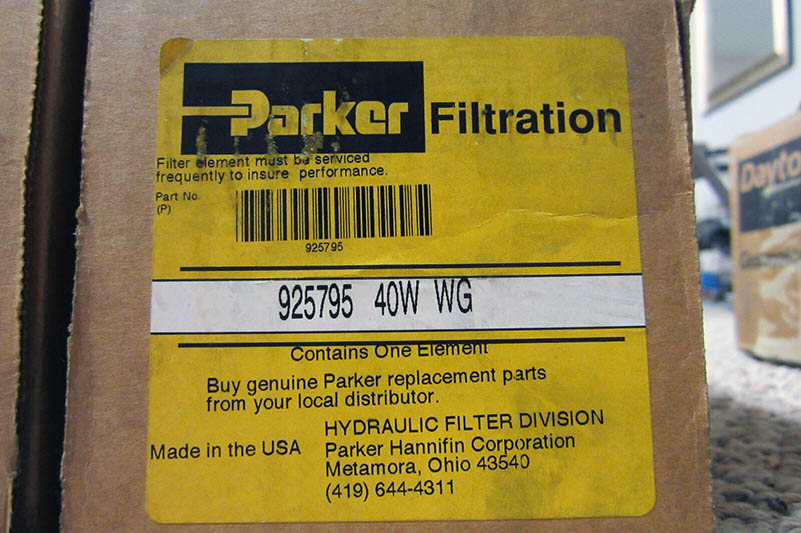 Parker Filtration
Filter element must be serviced
frequently to insure performance.
Part No.
(P)
925795
925795 40W WG
Contains One Element
Buy genuine Parker replacement parts
from your local distributor.
Made in the USA
HYDRAULIC FILTER DIVISION
Parker Hannifin Corporation
Metamora, Ohio 43540
(419) 644-4311